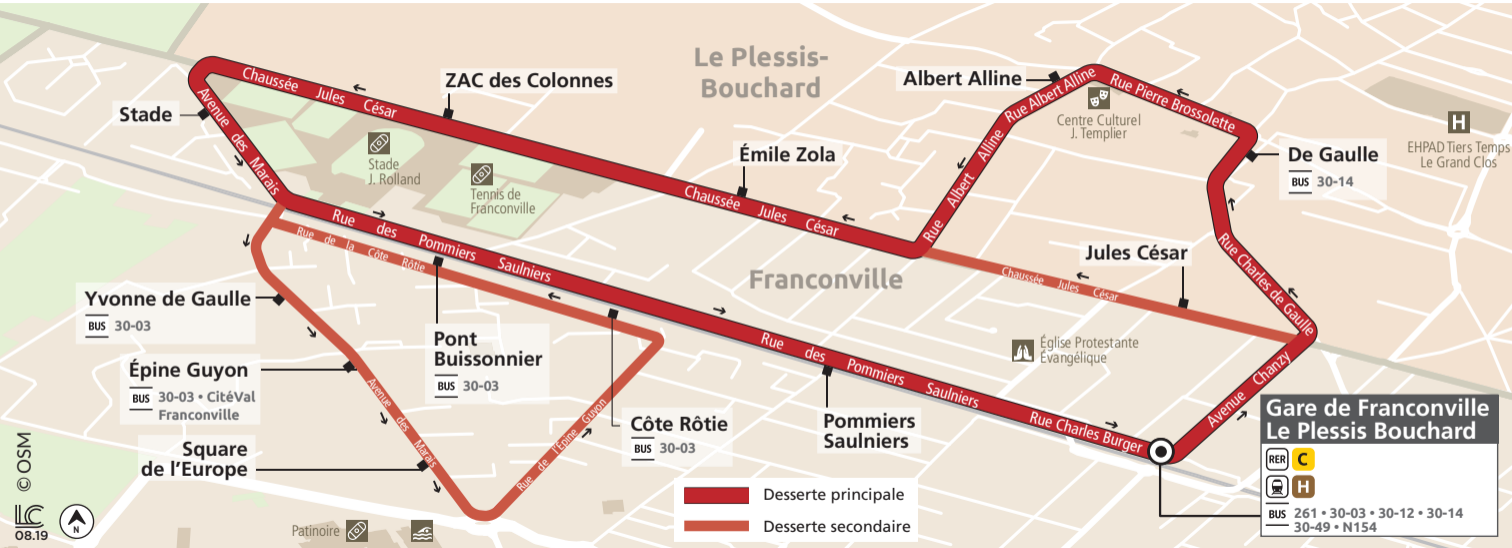 Le Plessis-
Bouchard
ZAC des Colonnes
Albert Alline
Rue Albert Alline
Rue Pierre Brossolette
Chaussée Jules César
Avenue des Marais
Stade
Stade
J. Rolland
Tennis de
Franconville
Centre Culturel
J. Templier
H
EHPAD Tiers Temps
Le Grand Clos
Émile Zola
De Gaulle
BUS 30-14
Chaussée Jules César
Rue Albert Alline
Rue des Pommiers Saulniers
Rue de la Côte Rôtie
Franconville
Jules César
Chaussée Jules César
Rue Charles de Gaulle
Yvonne de Gaulle
BUS 30-03
Pont
Buissonnier
BUS 30-03
Rue des Pommiers Saulniers
Église Protestante
Évangélique
Épine Guyon
BUS 30-03 • CitéVal
Franconville
Avenue des Marais
Rue de l'Épine Guyon
Côte Rôtie
BUS 30-03
Pommiers
Saulniers
Rue Charles Burger
Avenue Chanzy
Gare de Franconville
Le Plessis Bouchard
RER C
H
BUS 261 • 30-03 • 30-12 • 30-14
30-49 • N154
Square
de l'Europe
Desserte principale
Desserte secondaire
Patinoire
© OSM
LC
08.19
N